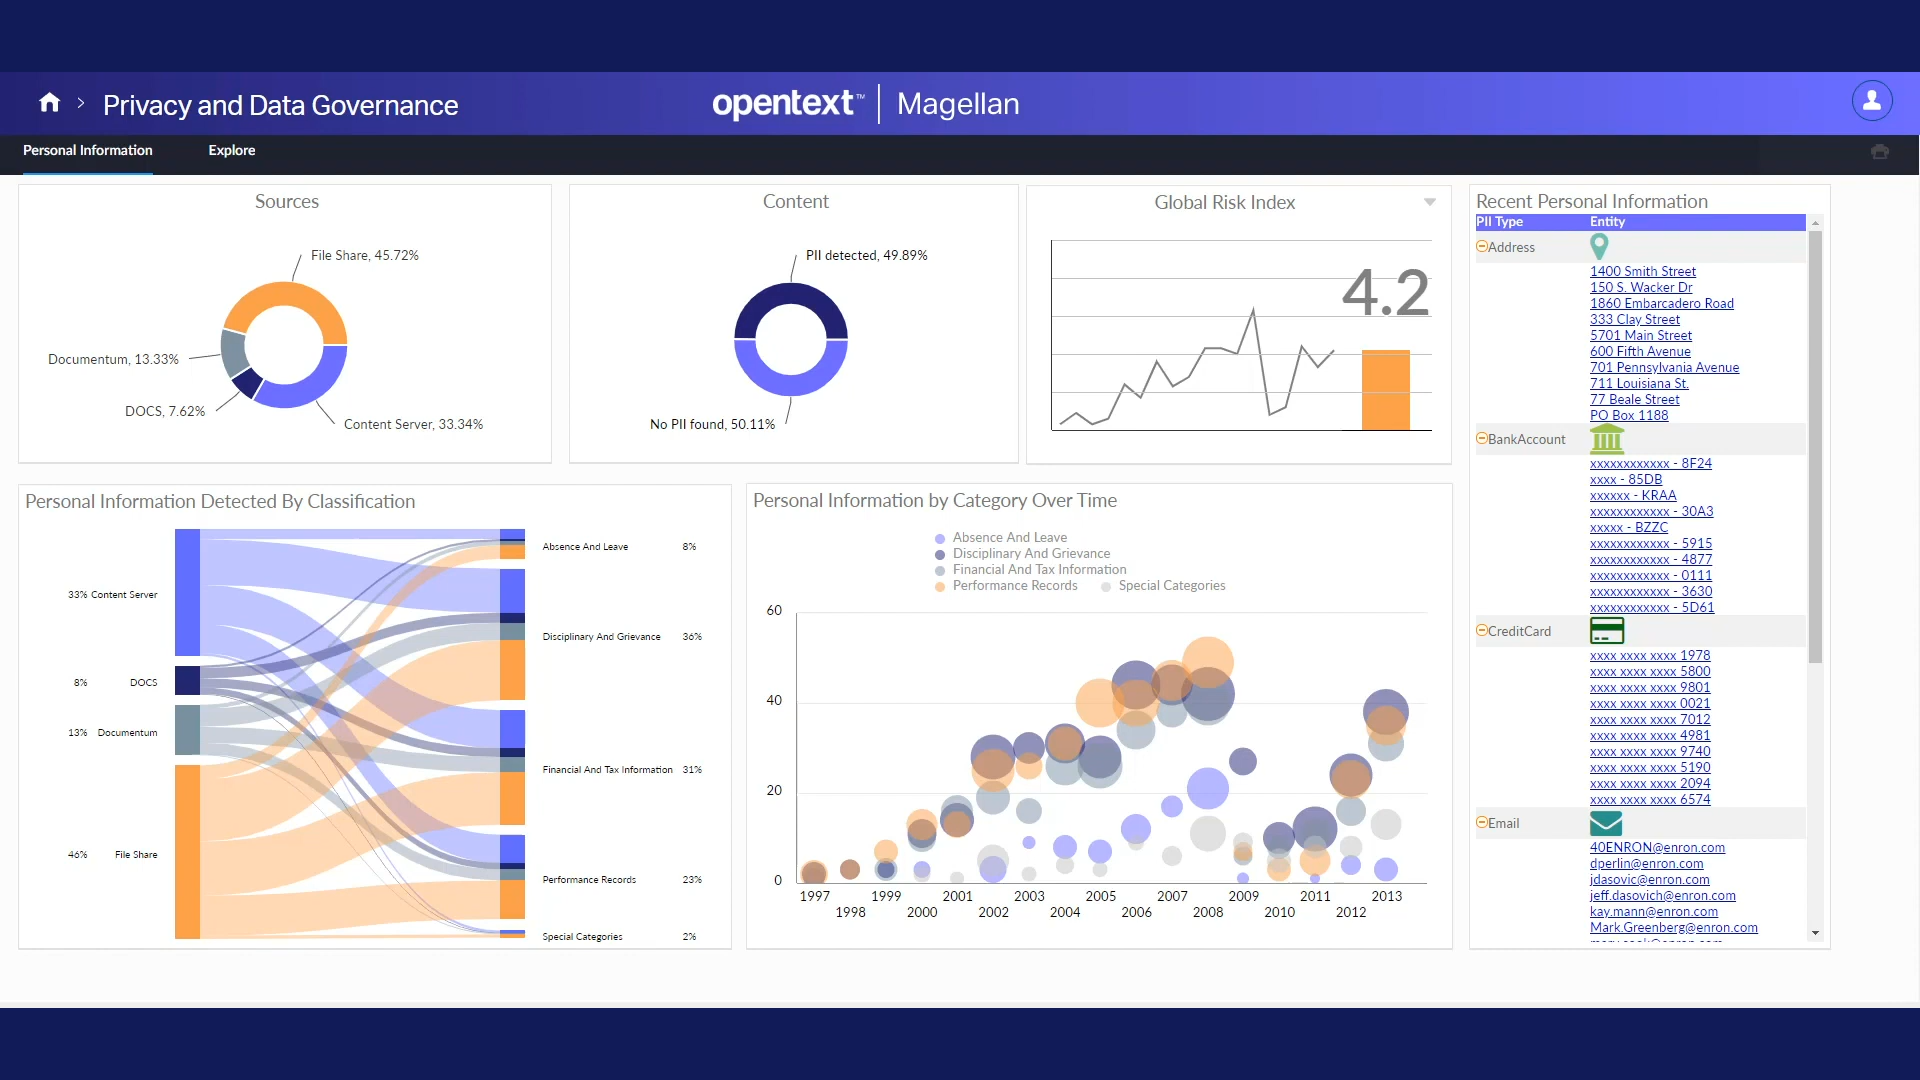 Privacy and Data Governance
opentext™ | Magellan
Personal Information
Explore
Sources
File Share, 45.72%
Documentum, 13.33%
DOCS, 7.62%
Content Server, 33.34%
Content
PII detected, 49.89%
No PII found, 50.11%
Global Risk Index
4.2
Personal Information Detected By Classification
33% Content Server
8% DOCS
13% Documentum
46% File Share
Absence And Leave 8%
Disciplinary And Grievance 36%
Financial And Tax Information 31%
Performance Records 23%
Special Categories 2%
Personal Information by Category Over Time
Absence And Leave
Disciplinary And Grievance
Financial And Tax Information
Performance Records Special Categories
60
40
20
0
1997 1999 2001 2003 2005 2007 2009 2011 2013
1998 2000 2002 2004 2006 2008 2010 2012
Recent Personal Information
PII Type Entity
Address
1400 Smith Street
150 S. Wacker Dr
1860 Embarcadero Road
333 Clay Street
5701 Main Street
600 Fifth Avenue
701 Pennsylvania Avenue
711 Louisiana St.
77 Beale Street
PO Box 1188
BankAccount
xxxxxxxxxxxx - 8F24
xxxx - 85DB
xxxxxx - KRAA
xxxxxxxxxxxx - 30A3
xxxxx - BZZC
xxxxxxxxxxxx - 5915
xxxxxxxxxxxx - 4877
xxxxxxxxxxxx - 0111
xxxxxxxxxxxx - 3630
xxxxxxxxxxxx - 5D61
CreditCard
xxxx xxxx xxxx 1978
xxxx xxxx xxxx 5800
xxxx xxxx xxxx 9801
xxxx xxxx xxxx 0021
xxxx xxxx xxxx 7012
xxxx xxxx xxxx 4981
xxxx xxxx xxxx 9740
xxxx xxxx xxxx 5190
xxxx xxxx xxxx 2094
xxxx xxxx xxxx 6574
Email
40ENRON@enron.com
dperlin@enron.com
jdasovic@enron.com
jeff.dasovich@enron.com
kay.mann@enron.com
Mark.Greenberg@enron.com